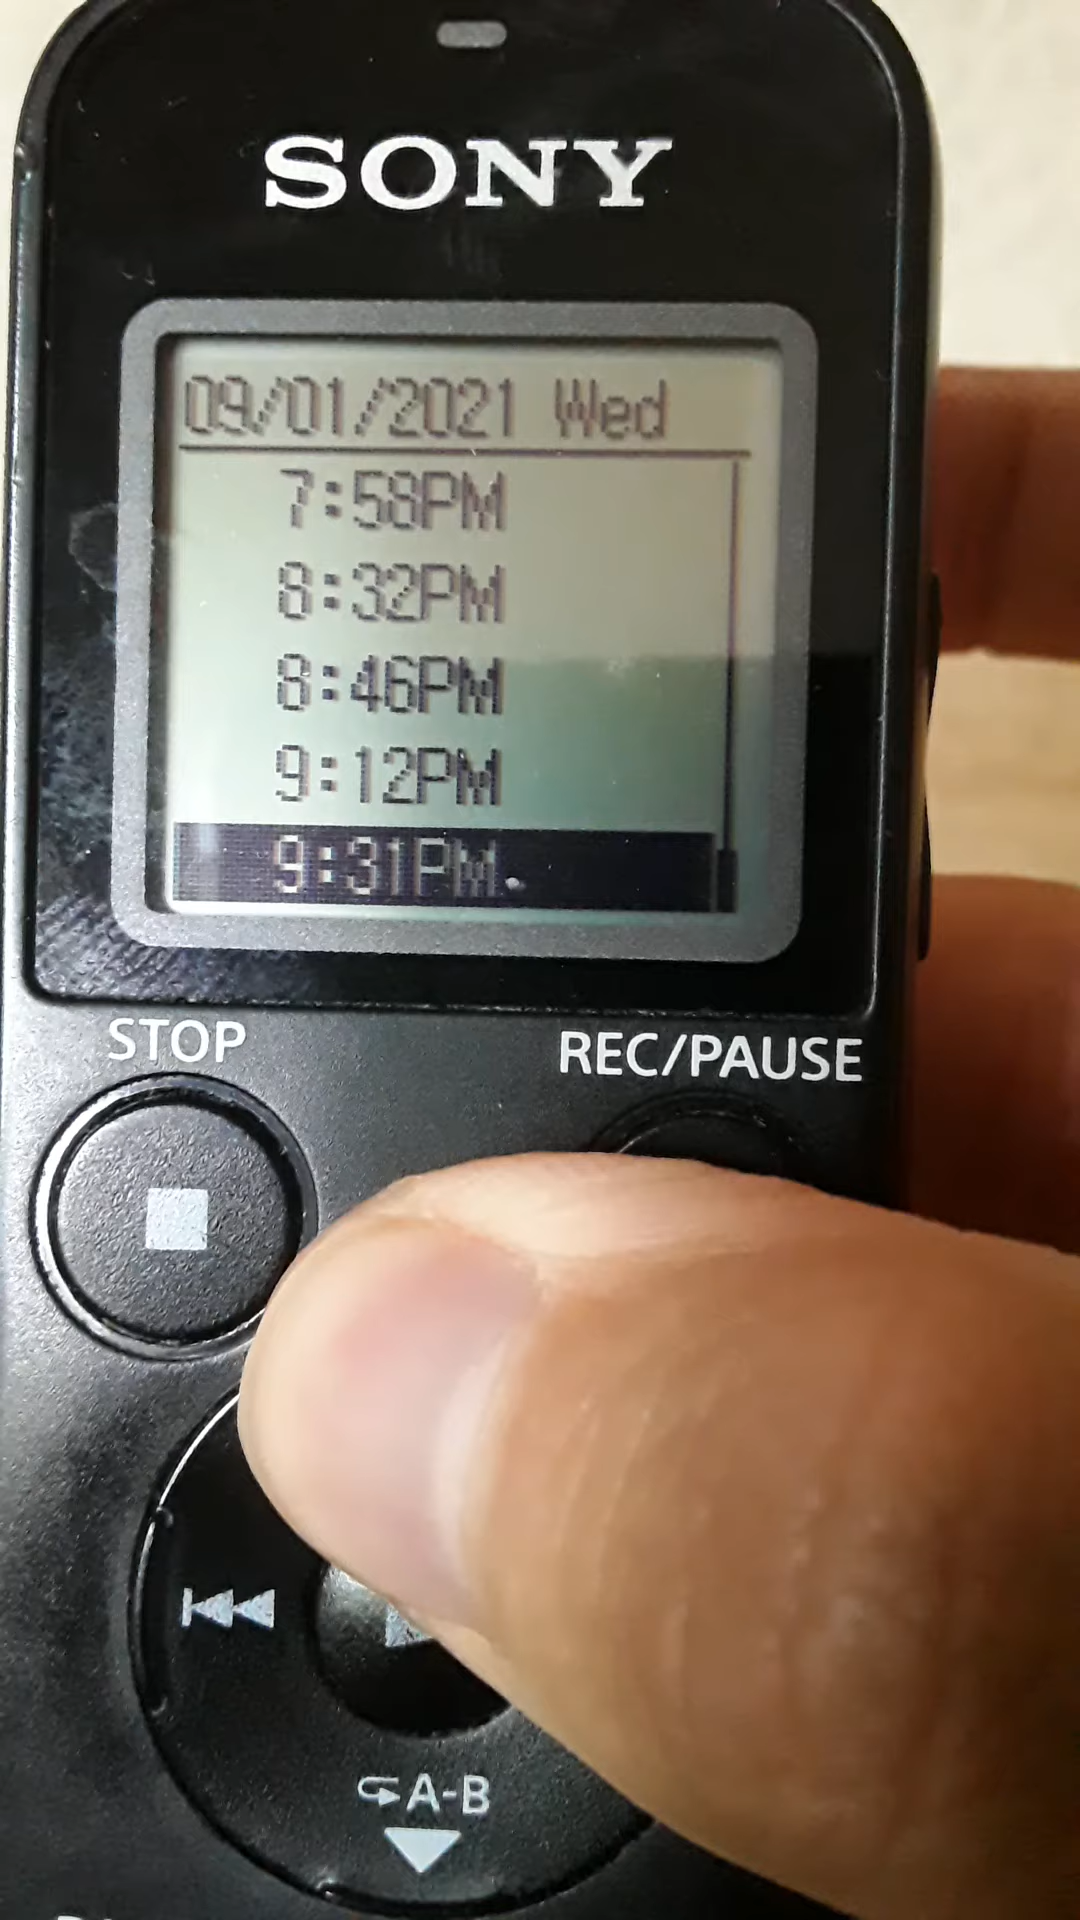 SONY
09/01/2021 Wed
7:58PM
8:32PM
8:46PM
9:12PM
9:31PM
STOP
REC/PAUSE
A-B